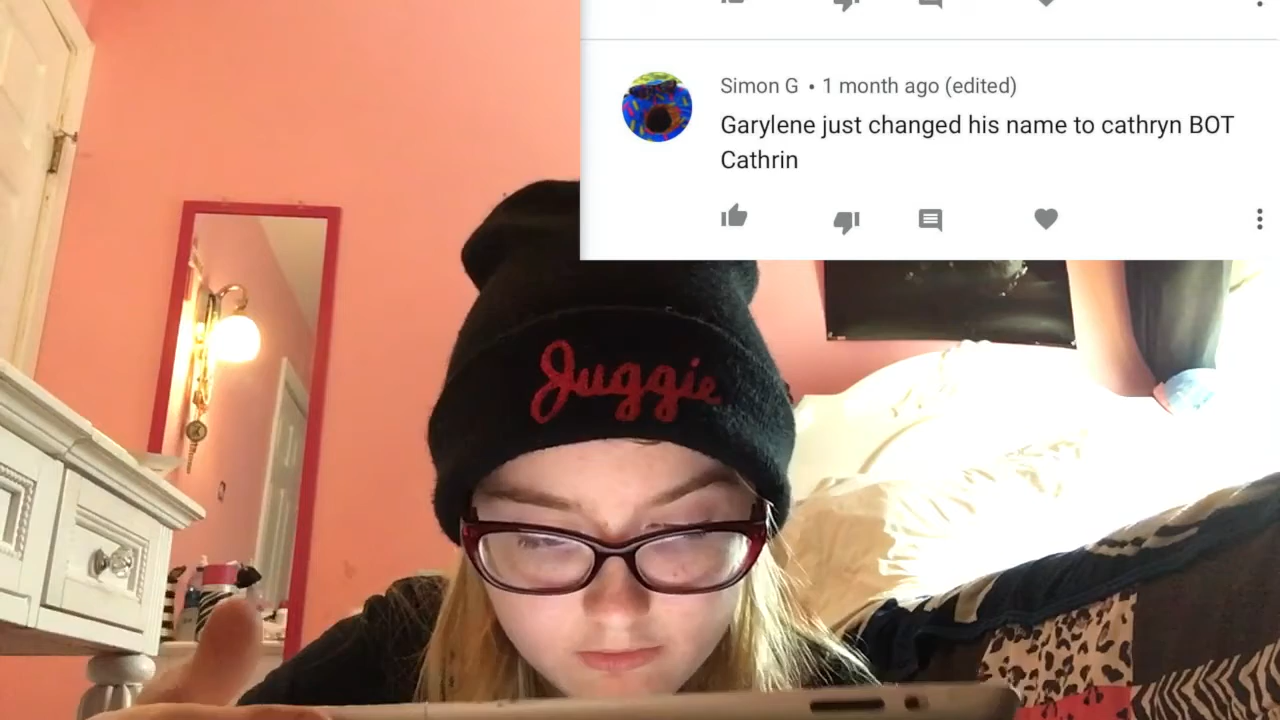 Simon G • 1 month ago (edited)
Garylene just changed his name to cathryn BOT
Cathrin
Juggie